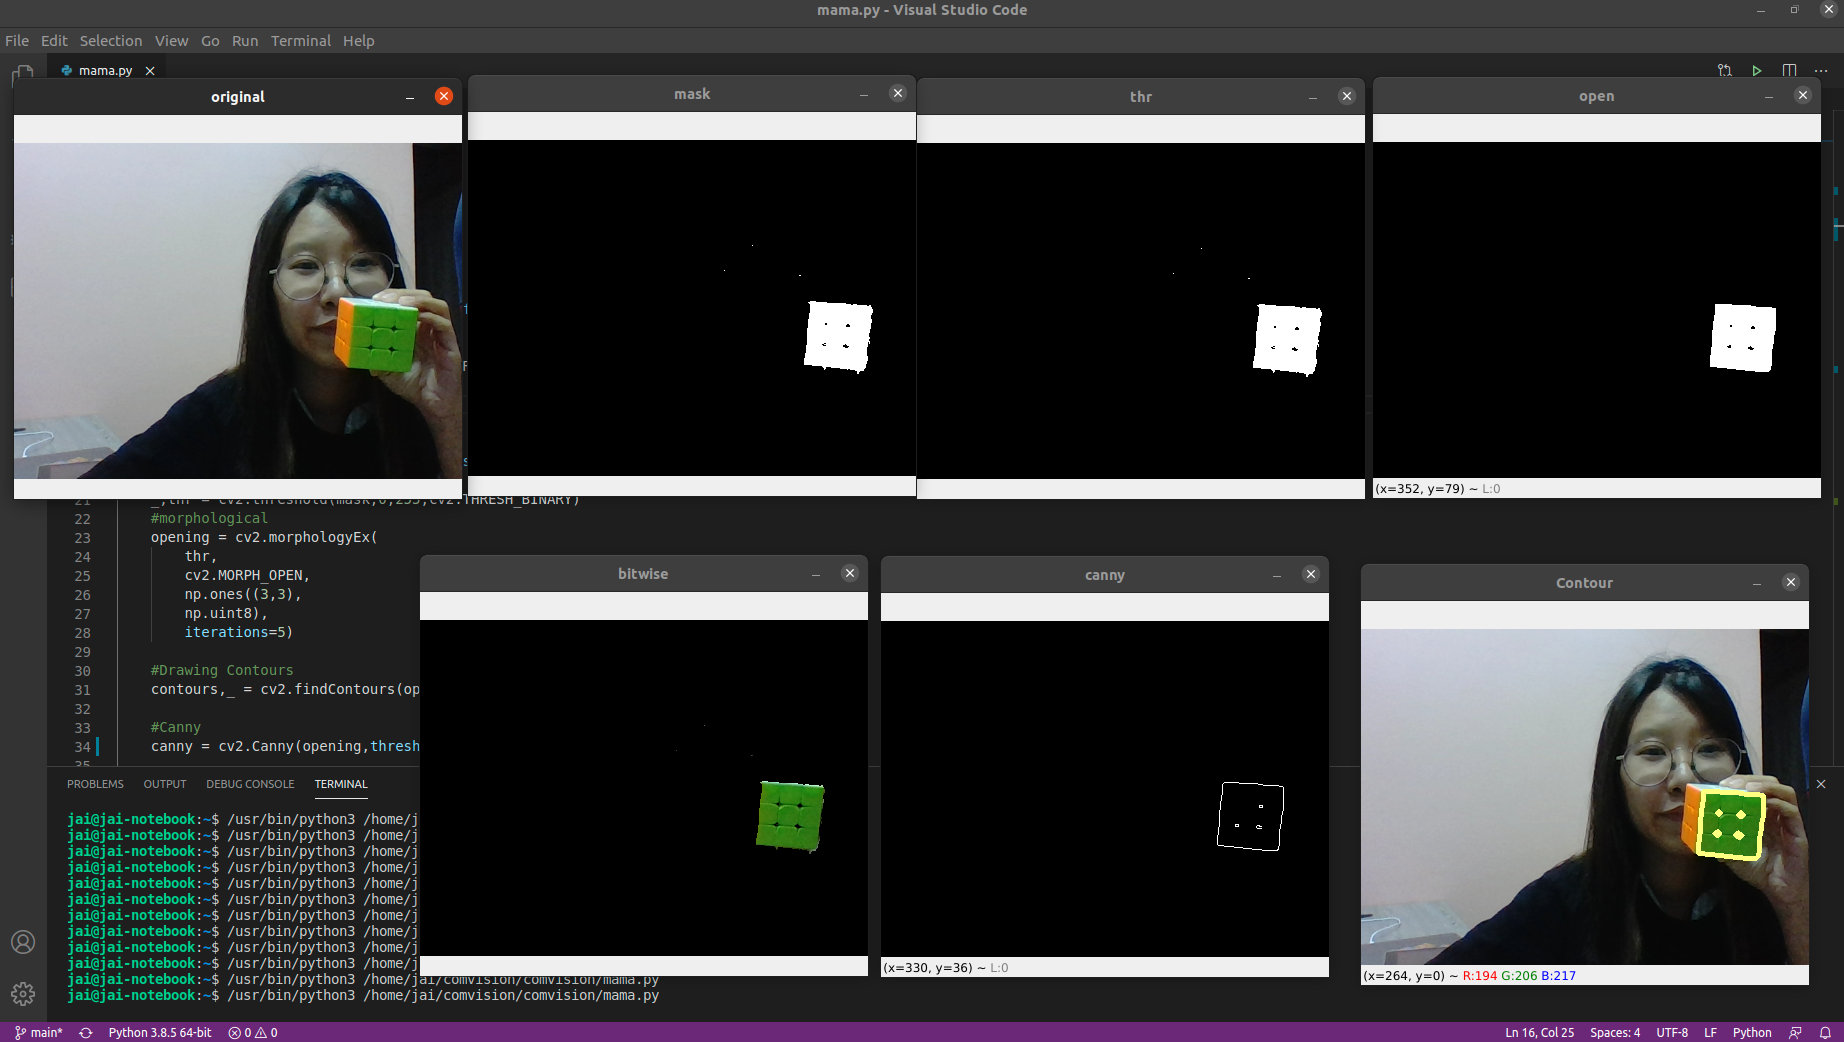 mama.py - Visual Studio Code
File Edit Selection View Go Run Terminal Help
mama.py
original
mask
thr
open
(x=352, y=79) ~ L:0
21 _,thr = cv2.threshold(mask,0,255,cv2.THRESH_BINARY)
22 #morphological
23 opening = cv2.morphologyEx(
24 thr,
25 cv2.MORPH_OPEN,
26 np.ones((3,3),
27 np.uint8),
28 iterations=5)
29
30 #Drawing Contours
31 contours,_ = cv2.findContours(op
32
33 #Canny
34 canny = cv2.Canny(opening,thresh
35
bitwise
canny
(x=330, y=36) ~ L:0
Contour
(x=264, y=0) ~ R:194 G:206 B:217
PROBLEMS OUTPUT DEBUG CONSOLE TERMINAL
jai@jai-notebook:~$ /usr/bin/python3 /home/j
jai@jai-notebook:~$ /usr/bin/python3 /home/j
jai@jai-notebook:~$ /usr/bin/python3 /home/j
jai@jai-notebook:~$ /usr/bin/python3 /home/j
jai@jai-notebook:~$ /usr/bin/python3 /home/j
jai@jai-notebook:~$ /usr/bin/python3 /home/j
jai@jai-notebook:~$ /usr/bin/python3 /home/j
jai@jai-notebook:~$ /usr/bin/python3 /home/j
jai@jai-notebook:~$ /usr/bin/python3 /home/j
jai@jai-notebook:~$ /usr/bin/python3 /home/j
jai@jai-notebook:~$ /usr/bin/python3 /home/jai/comvision/comvision/mama.py
jai@jai-notebook:~$ /usr/bin/python3 /home/jai/comvision/comvision/mama.py
main* Python 3.8.5 64-bit 0 0 Ln 16, Col 25 Spaces: 4 UTF-8 LF Python